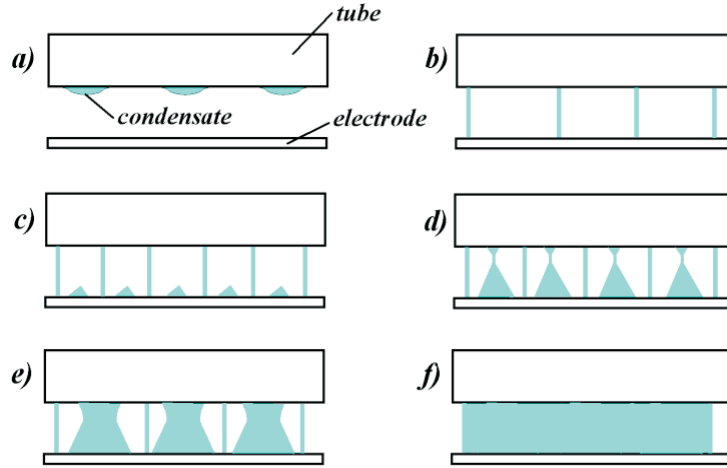 tube
a)
condensate
electrode
b)
c)
d)
e)
f)